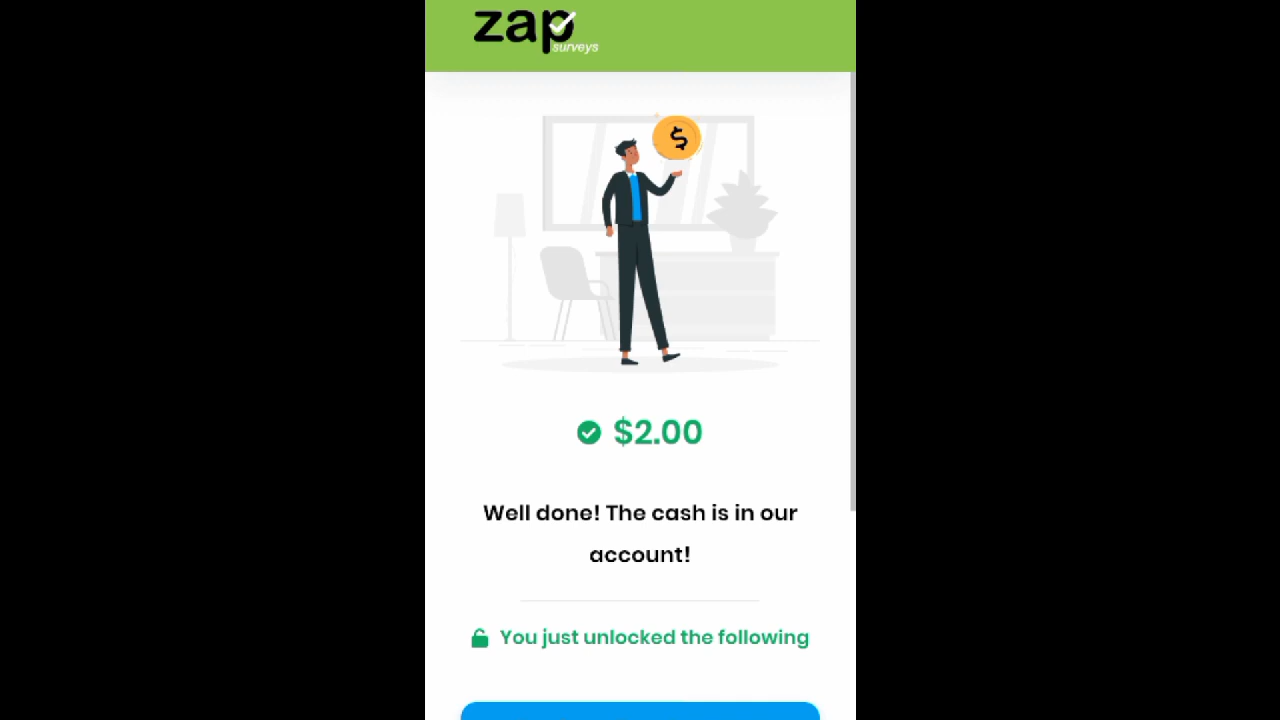 zap
surveys
$
$2.00
Well done! The cash is in our
account!
You just unlocked the following